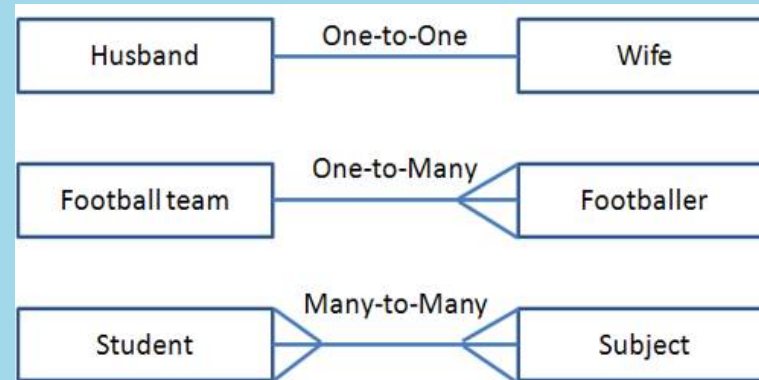 One-to-One
Husband
Wife
One-to-Many
Football team
Footballer
Many-to-Many
Student
Subject